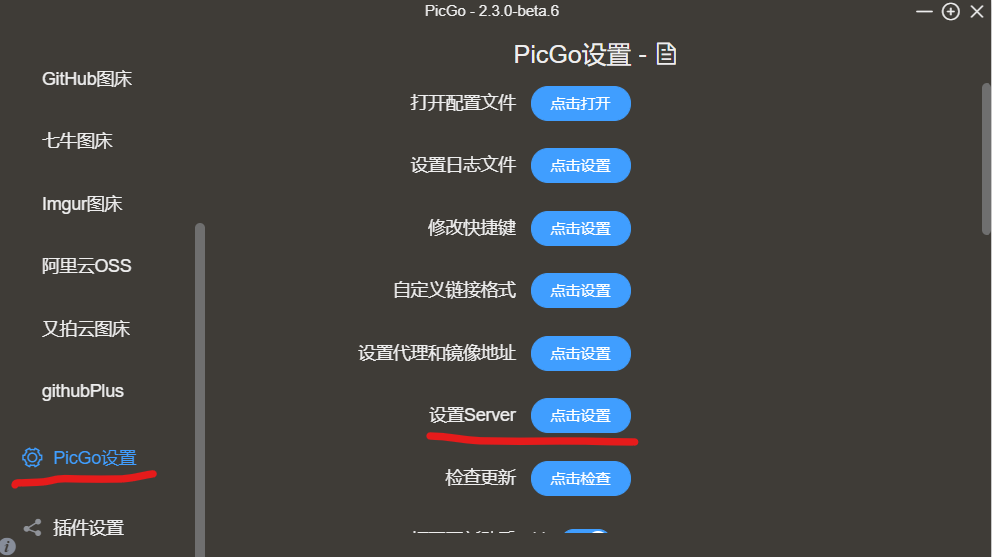 PicGo - 2.3.0-beta.6
GitHub图床
七牛图床
Imgur图床
阿里云OSS
又拍云图床
githubPlus
PicGo设置
插件设置
PicGo设置 -
打开配置文件 点击打开
设置日志文件 点击设置
修改快捷键 点击设置
自定义链接格式 点击设置
设置代理和镜像地址 点击设置
设置Server 点击设置
检查更新 点击检查